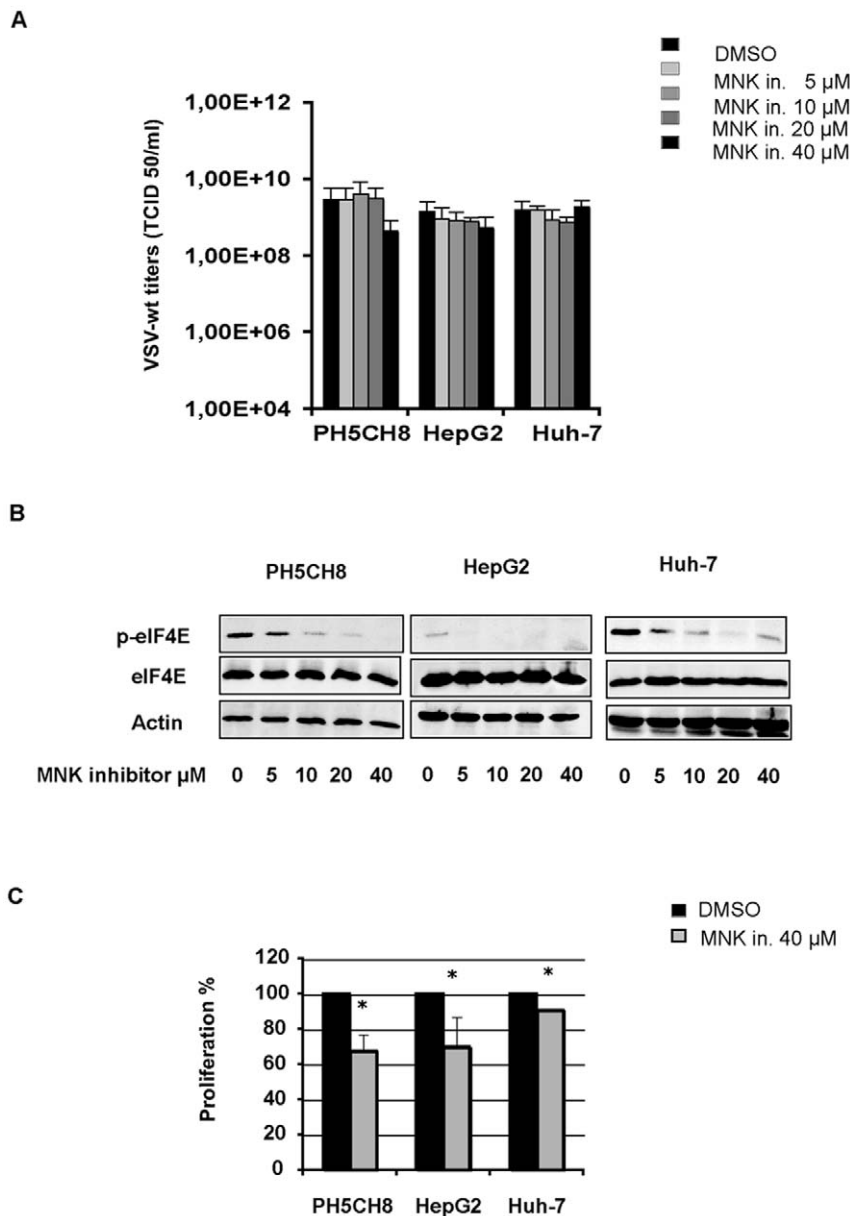 A
DMSO
MNK in. 5 µM
MNK in. 10 µM
MNK in. 20 µM
MNK in. 40 µM
VSV-wt titers (TCID 50/ml)
1,00E+12
1,00E+10
1,00E+08
1,00E+06
1,00E+04
PH5CH8 HepG2 Huh-7
B
PH5CH8 HepG2 Huh-7
p-eIF4E
eIF4E
Actin
MNK inhibitor µM 0 5 10 20 40 0 5 10 20 40 0 5 10 20 40
C
DMSO
MNK in. 40 µM
Proliferation %
120
100
80
60
40
20
0
* * *
PH5CH8 HepG2 Huh-7